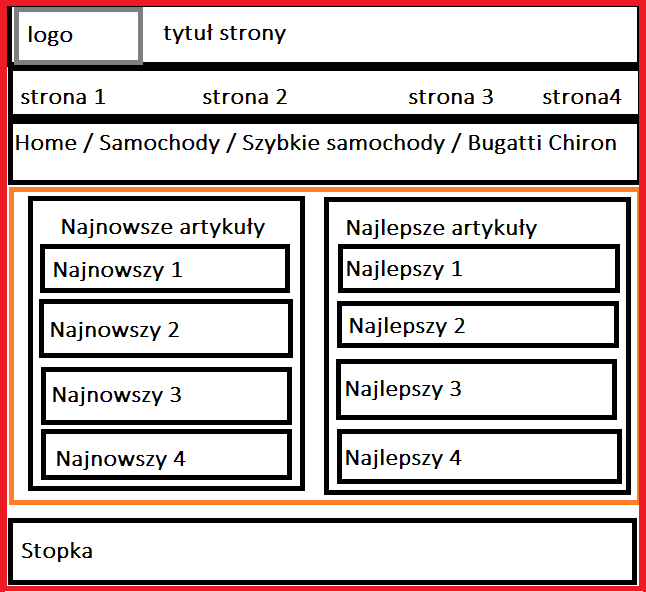 logo
tytuł strony
strona 1
strona 2
strona 3
strona4
Home / Samochody / Szybkie samochody / Bugatti Chiron
Najnowsze artykuły
Najnowszy 1
Najnowszy 2
Najnowszy 3
Najnowszy 4
Najlepsze artykuły
Najlepszy 1
Najlepszy 2
Najlepszy 3
Najlepszy 4
Stopka